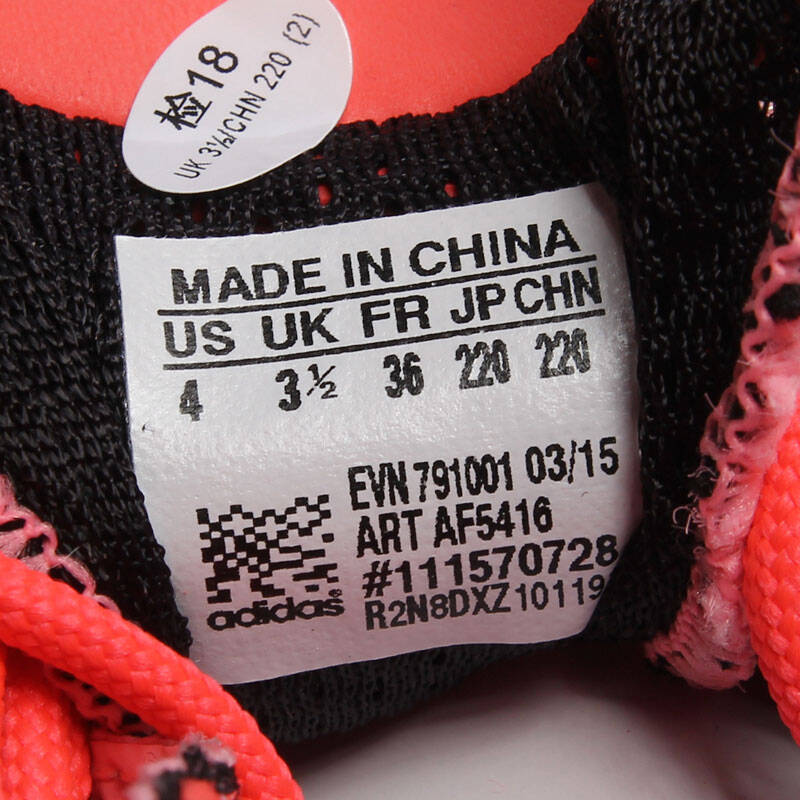 检18
UK 3½/CHN 220 (2)
MADE IN CHINA
US UK FR JP CHN
4 3½ 36 220 220
EVN 791001 03/15
ART AF5416
#111570728
adidas®
R2N8DXZ10119